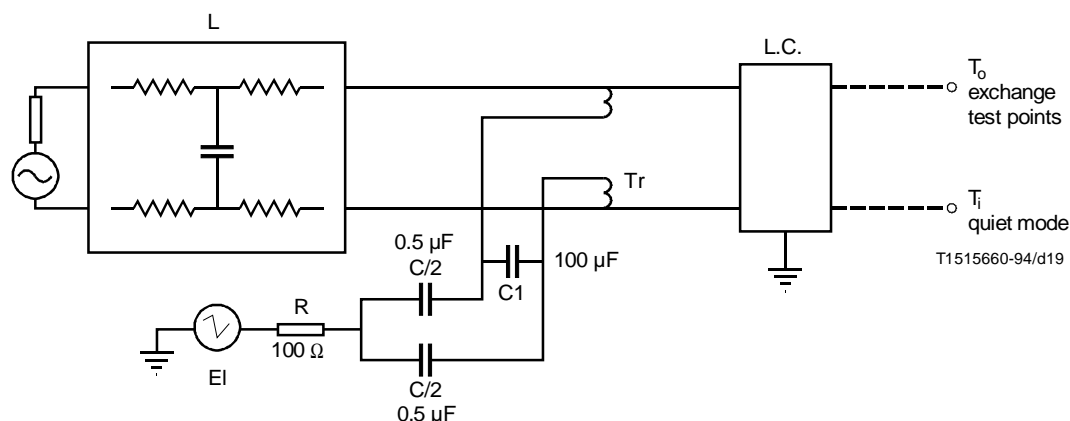 L
L.C.
To
exchange
test points
Tr
Ti
quiet mode
0.5 µF
C/2
100 µF
C1
T1515660-94/d19
R
100 Ω
EI
C/2
0.5 µF